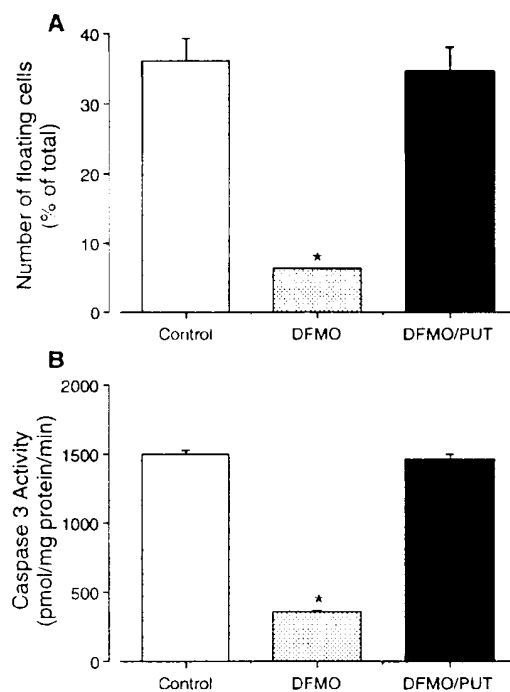 A
Number of floating cells
(% of total)
40
30
20
10
0
★
Control DFMO DFMO/PUT
B
Caspase 3 Activity
(pmol/mg protein/min)
2000
1500
1000
500
0
★
Control DFMO DFMO/PUT